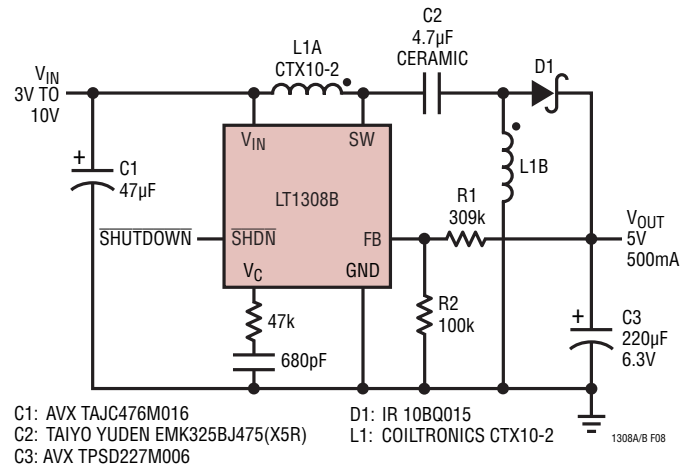 C2
4.7µF
CERAMIC
L1A
CTX10-2
D1
VIN
3V TO
10V
VIN
SW
C1
47µF
+
L1B
LT1308B
R1
309k
VOUT
5V
500mA
SHUTDOWN
SHDN
FB
VC
GND
47k
R2
100k
+
C3
220µF
6.3V
680pF
C1: AVX TAJC476M016
C2: TAIYO YUDEN EMK325BJ475(X5R)
C3: AVX TPSD227M006
D1: IR 10BQ015
L1: COILTRONICS CTX10-2
1308A/B F08